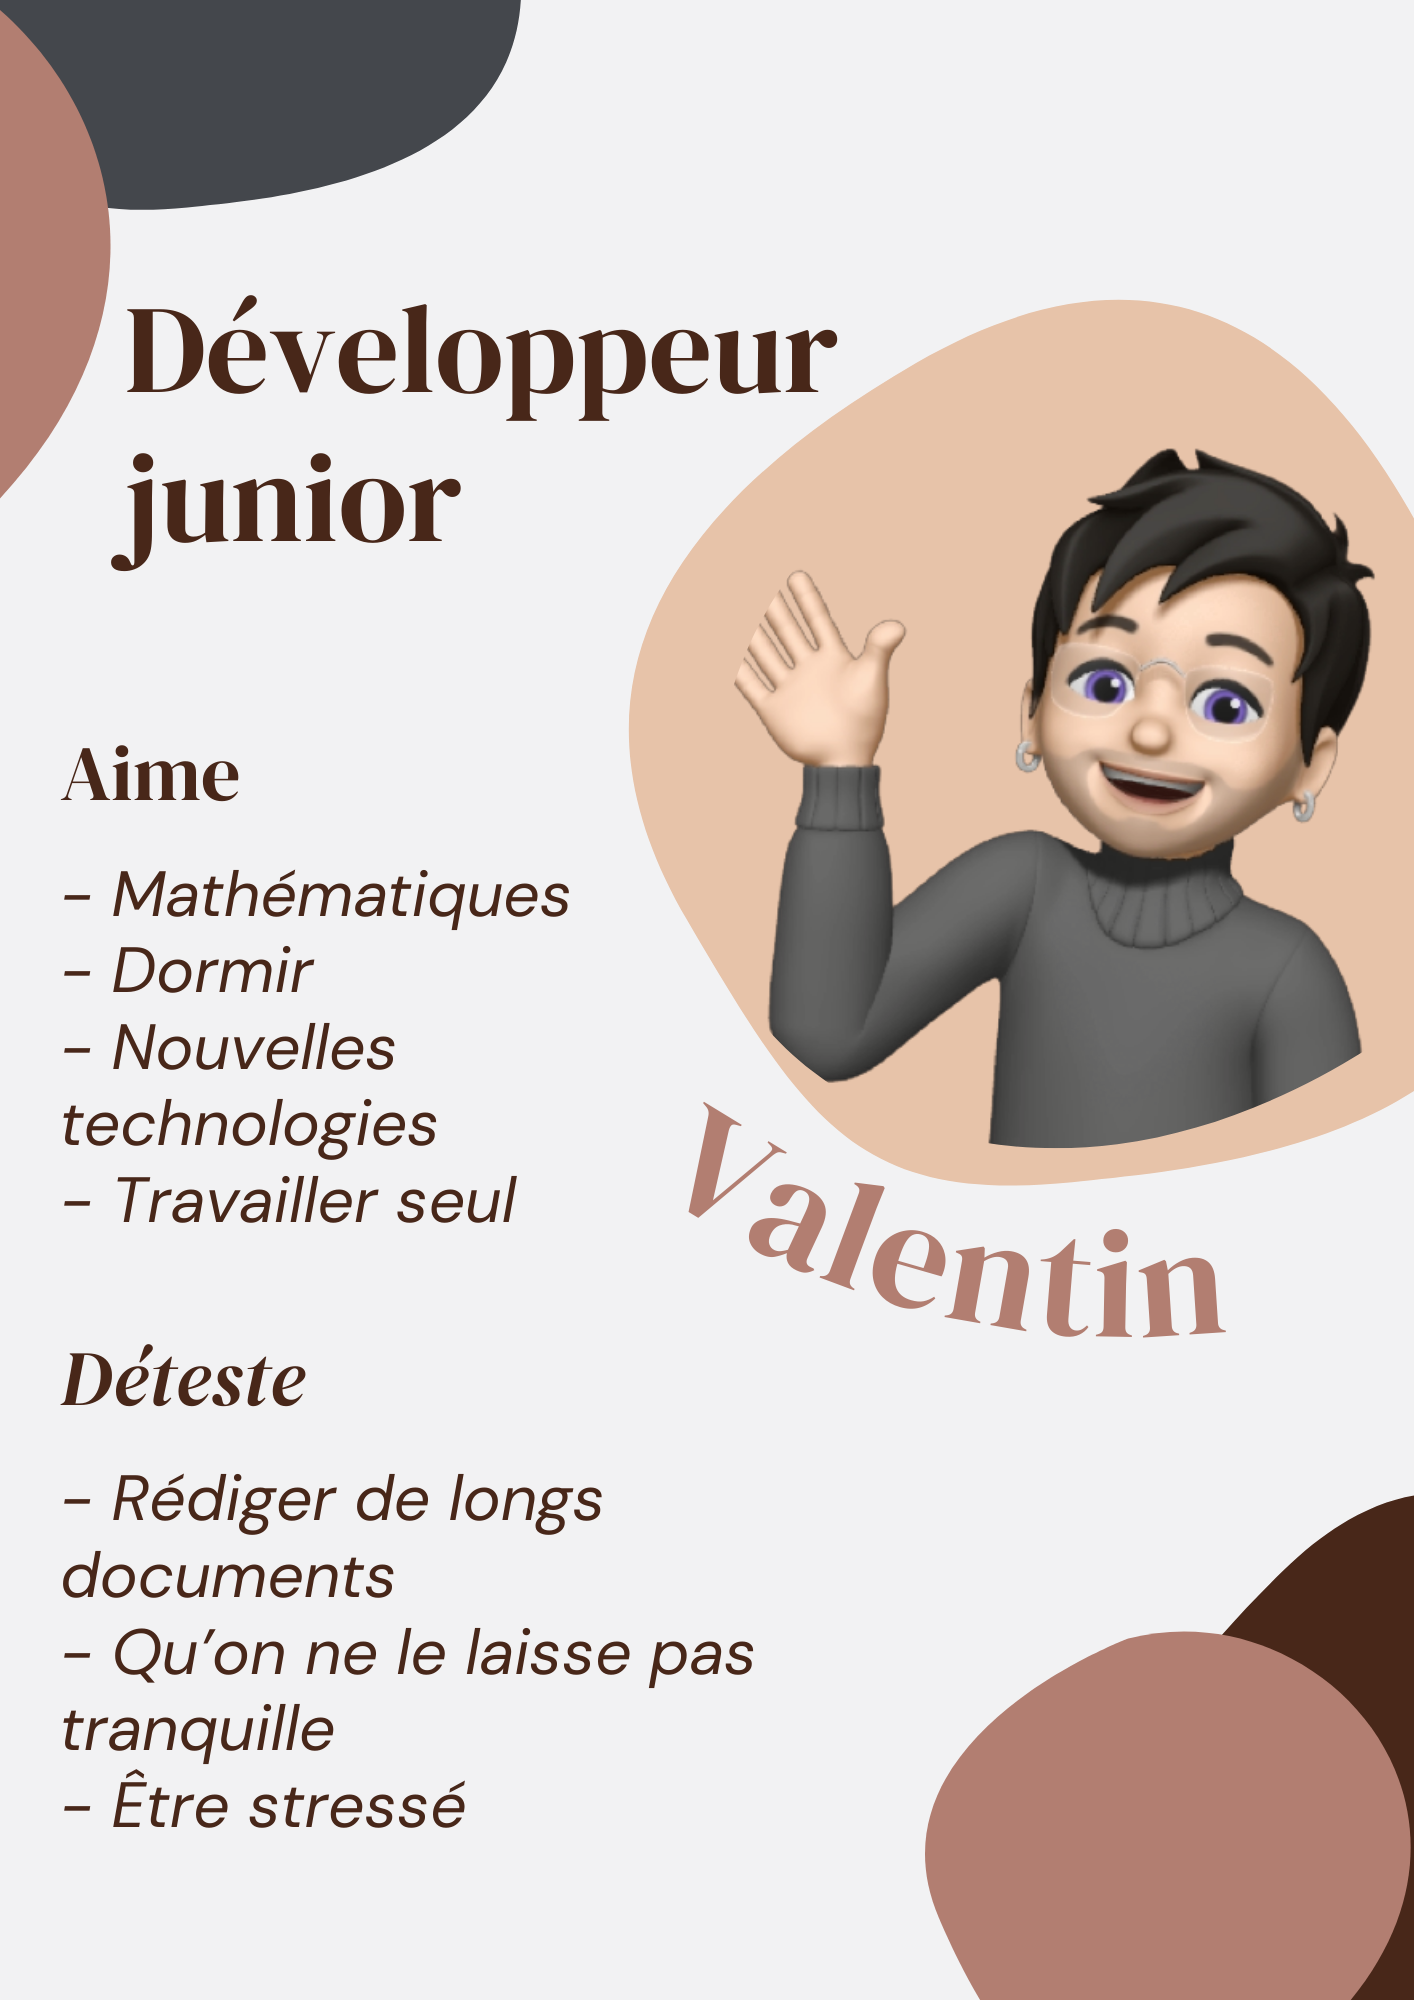 Développeur
junior
Aime
- Mathématiques
- Dormir
- Nouvelles
technologies
- Travailler seul
Valentin
Déteste
- Rédiger de longs
documents
- Qu’on ne le laisse pas
tranquille
- Être stressé